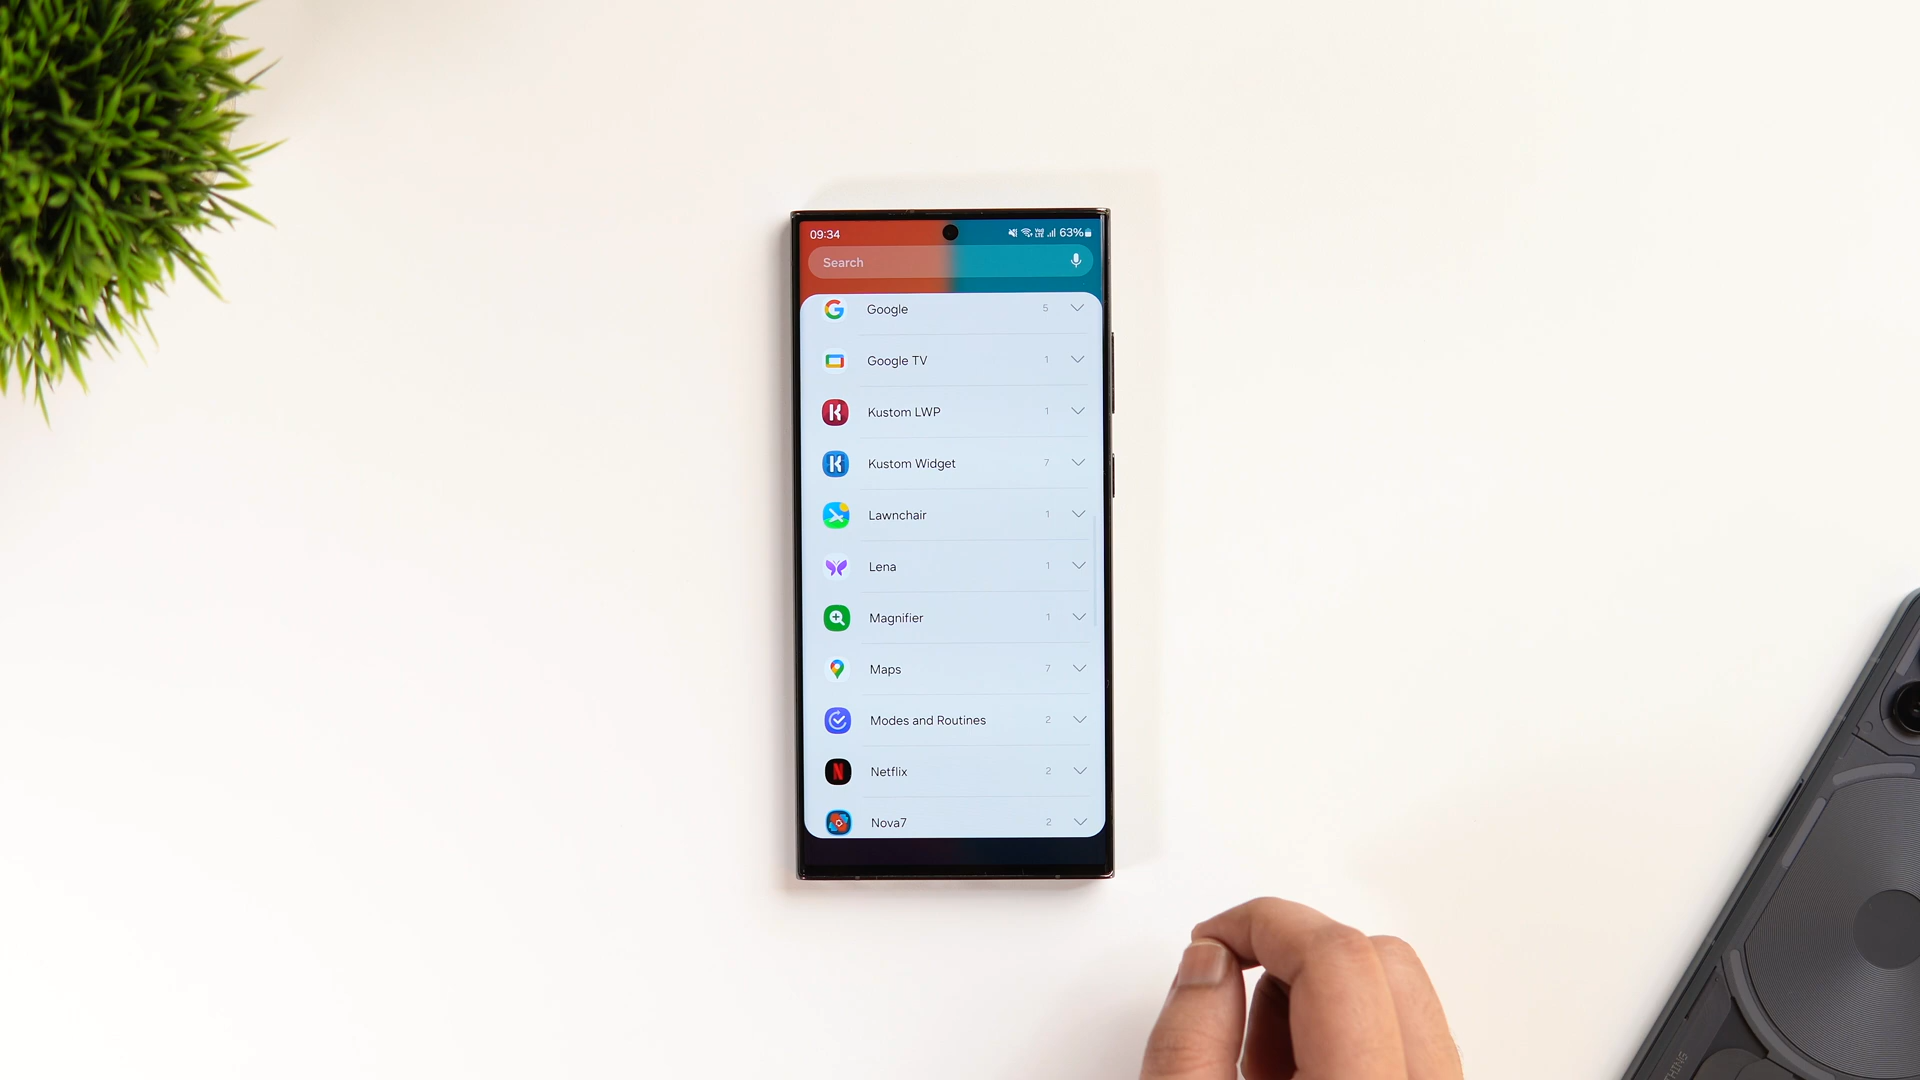 09:34 63%
Search
Google 5
Google TV 1
Kustom LWP 1
Kustom Widget 7
Lawnchair 1
Lena 1
Magnifier 1
Maps 7
Modes and Routines 2
Netflix 2
Nova7 2
THING